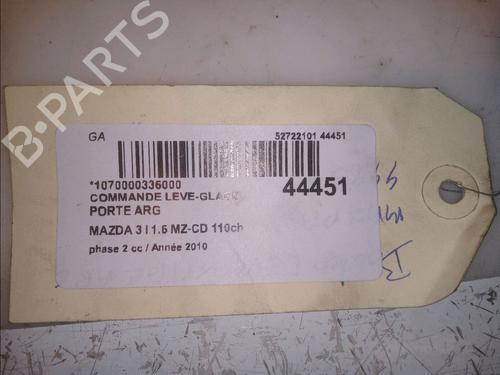 B-PARTS
GA
52722101 44451
*1070000336000
COMMANDE LEVE-GLACE
PORTE ARG
44451
MAZDA 3 I 1.6 MZ-CD 110ch
phase 2 cc / Année 2010